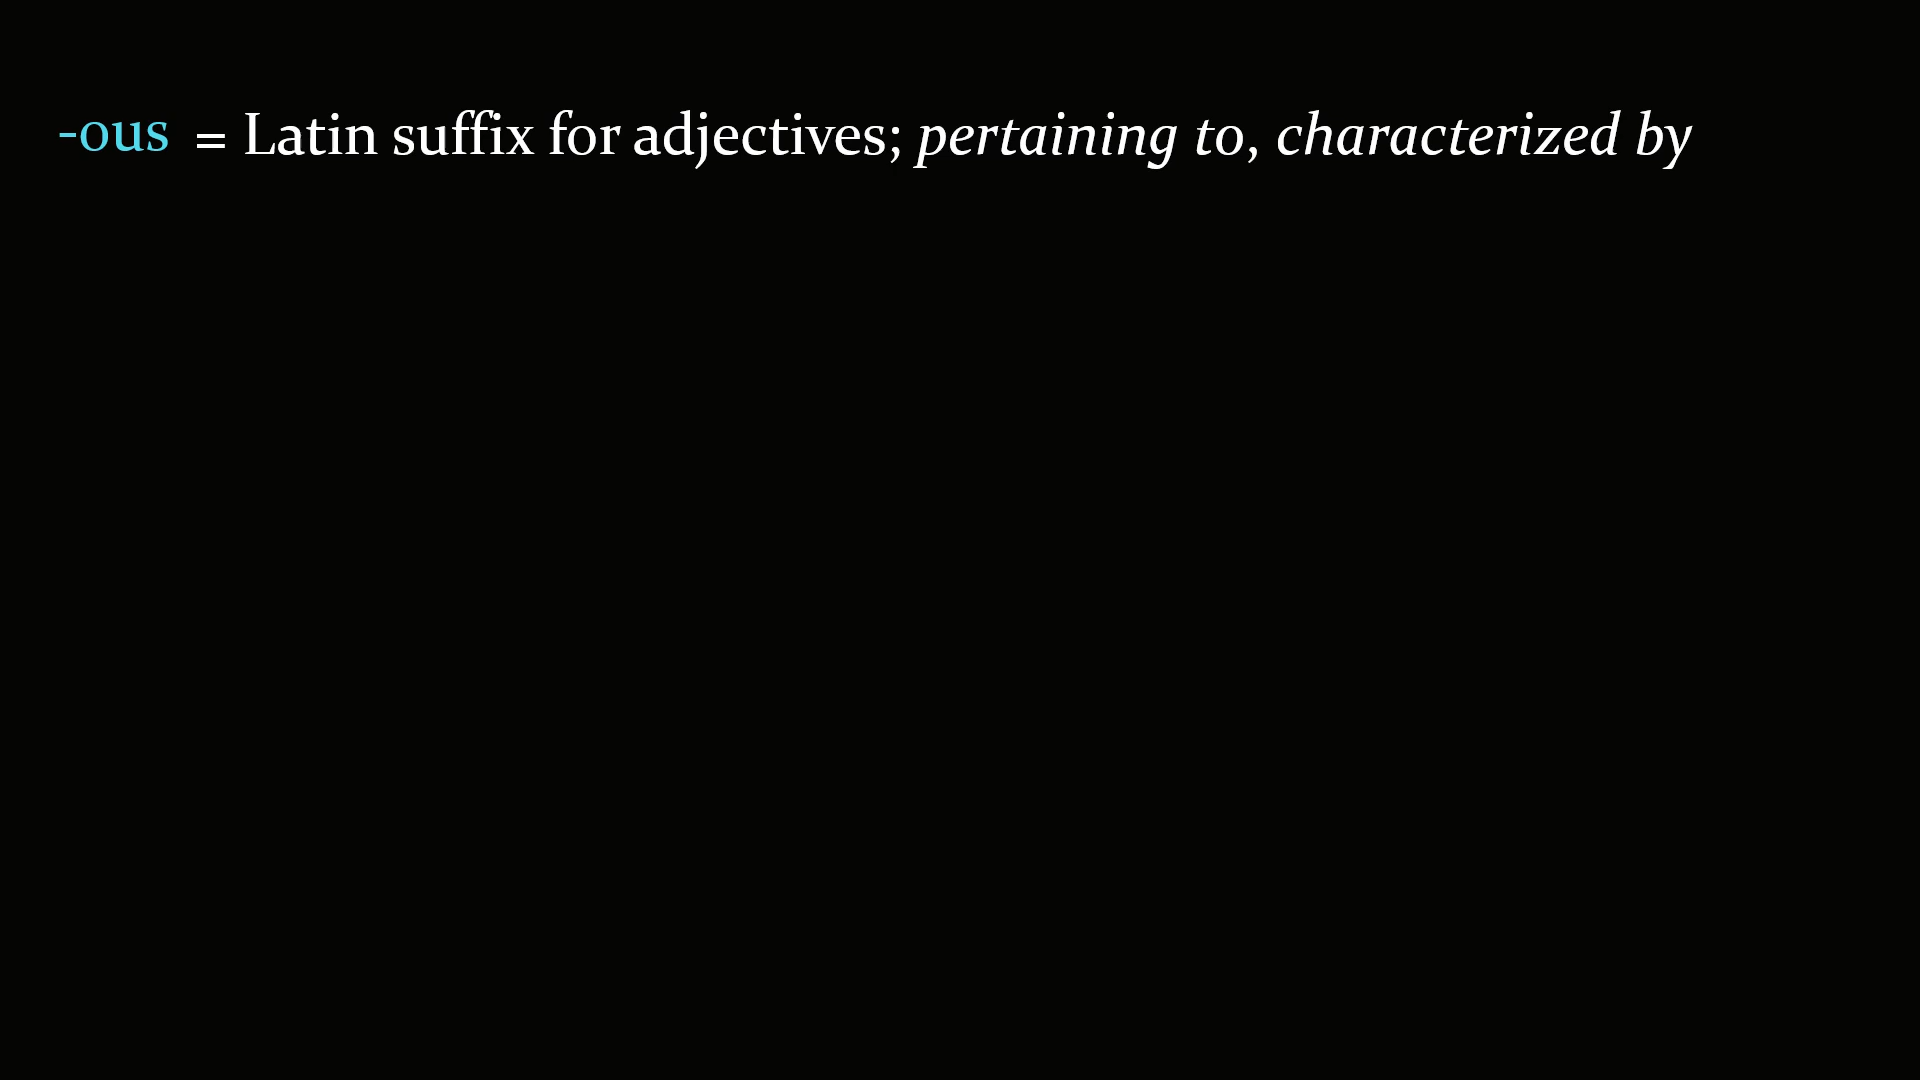 -ous = Latin suffix for adjectives; pertaining to, characterized by